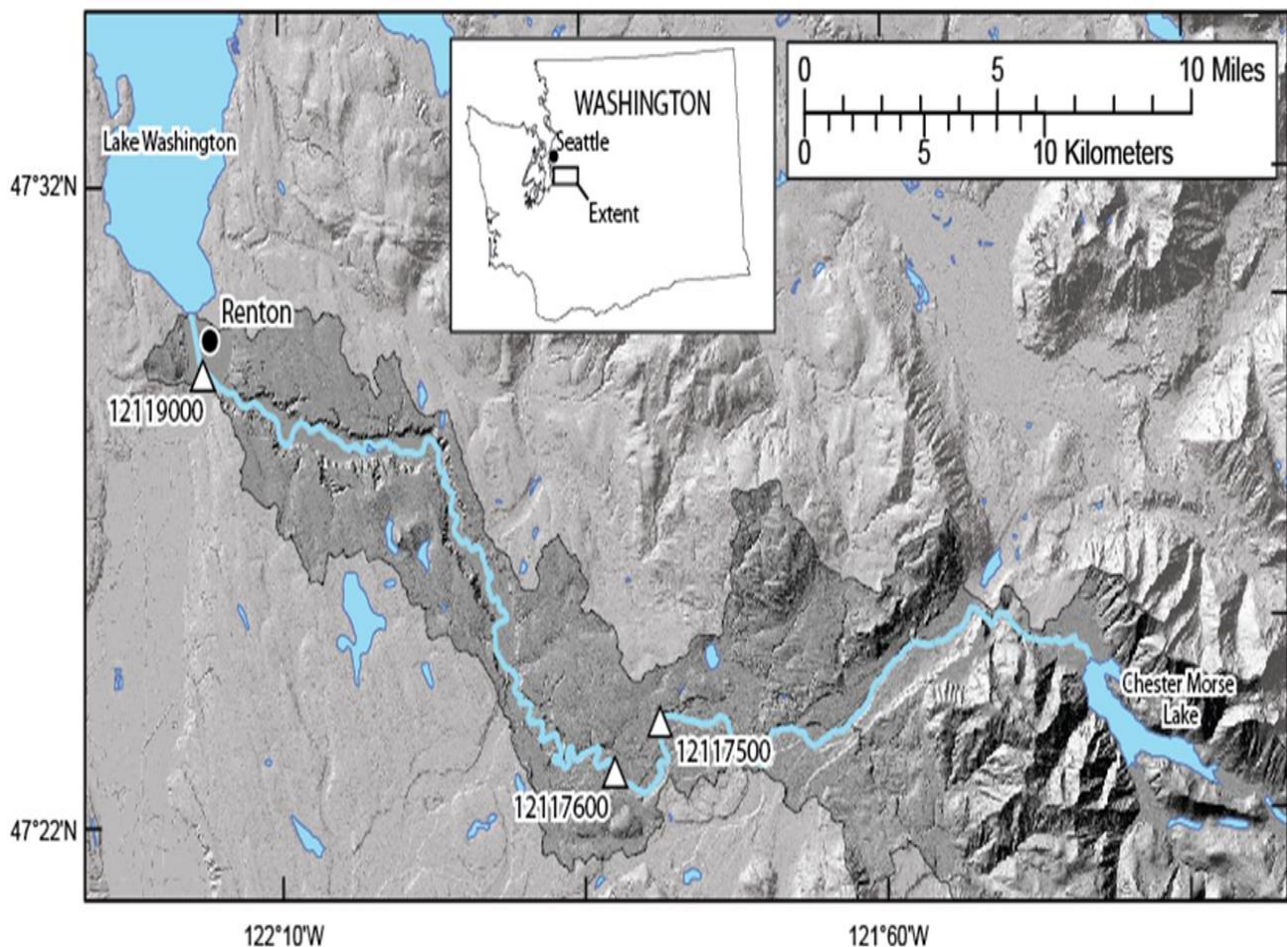 0 5 10 Miles
0 5 10 Kilometers
WASHINGTON
Seattle
Extent
Lake Washington
47°32'N
Renton
12119000
Chester Morse
Lake
12117500
12117600
47°22'N
122°10'W
121°60'W